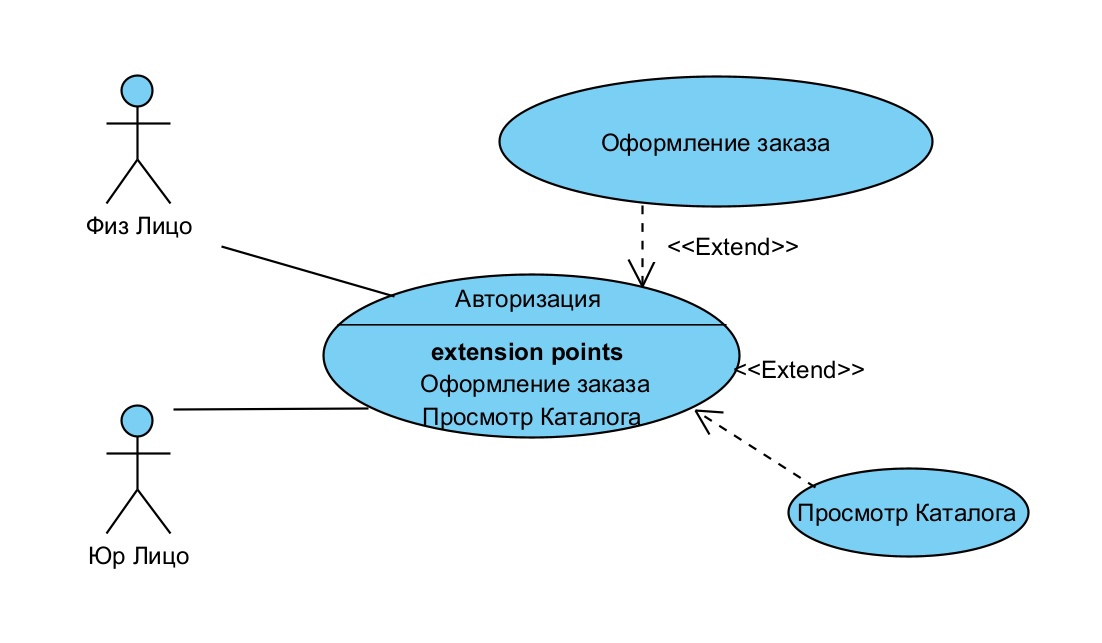 Физ Лицо
Оформление заказа
<<Extend>>
Авторизация
extension points
Оформление заказа
Просмотр Каталога
<<Extend>>
Юр Лицо
Просмотр Каталога